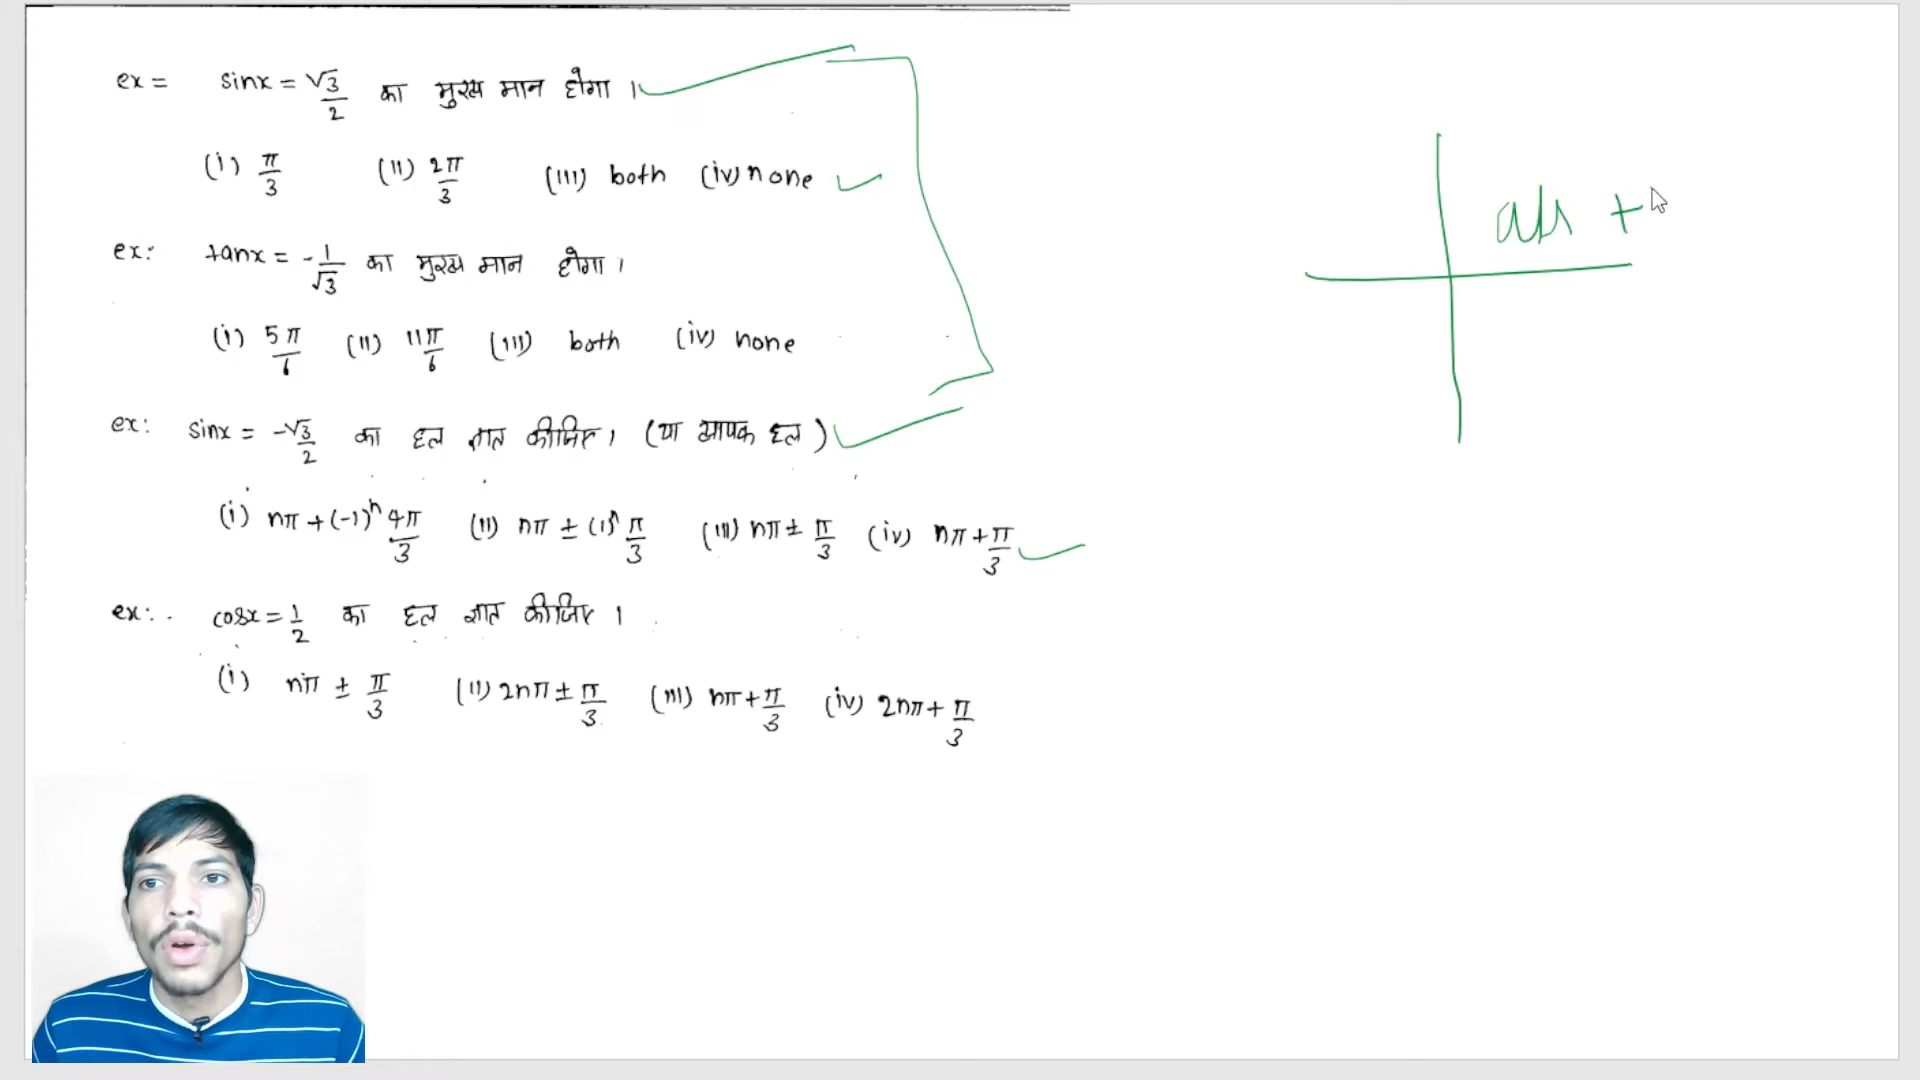 ex = sinx = √3/2 का मुख्य मान होगा ।
(i) π/3 (ii) 2π/3 (iii) both (iv) none
ex: tanx = -1/√3 का मुख्य मान होगा ।
(i) 5π/6 (ii) 11π/6 (iii) both (iv) none
ex: sinx = -√3/2 का हल ज्ञात कीजिए । (या व्यापक हल)
(i) nπ + (-1)ⁿ 4π/3 (ii) nπ ± (1)ⁿ π/3 (iii) nπ ± π/3 (iv) nπ + π/3
ex: cosx = 1/2 का हल ज्ञात कीजिए ।
(i) nπ ± π/3 (ii) 2nπ ± π/3 (iii) nπ + π/3 (iv) 2nπ + π/3
+